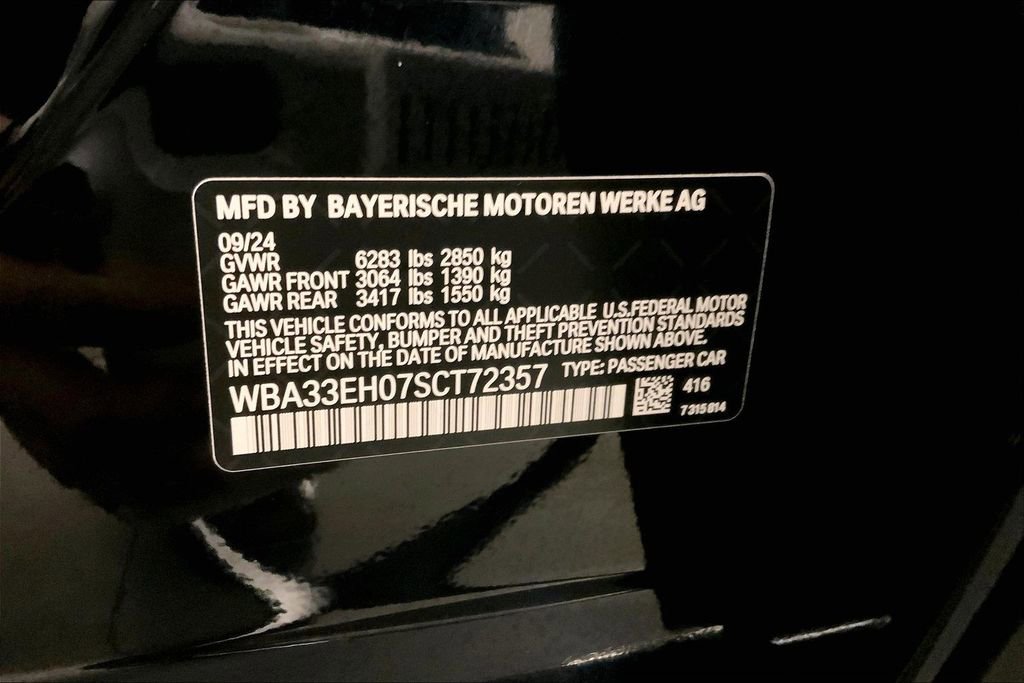 MFD BY BAYERISCHE MOTOREN WERKE AG
09/24
GVWR 6283 lbs 2850 kg
GAWR FRONT 3064 lbs 1390 kg
GAWR REAR 3417 lbs 1550 kg
THIS VEHICLE CONFORMS TO ALL APPLICABLE U.S.FEDERAL MOTOR
VEHICLE SAFETY, BUMPER AND THEFT PREVENTION STANDARDS
IN EFFECT ON THE DATE OF MANUFACTURE SHOWN ABOVE.
WBA33EH07SCT72357 TYPE: PASSENGER CAR
416
7315814